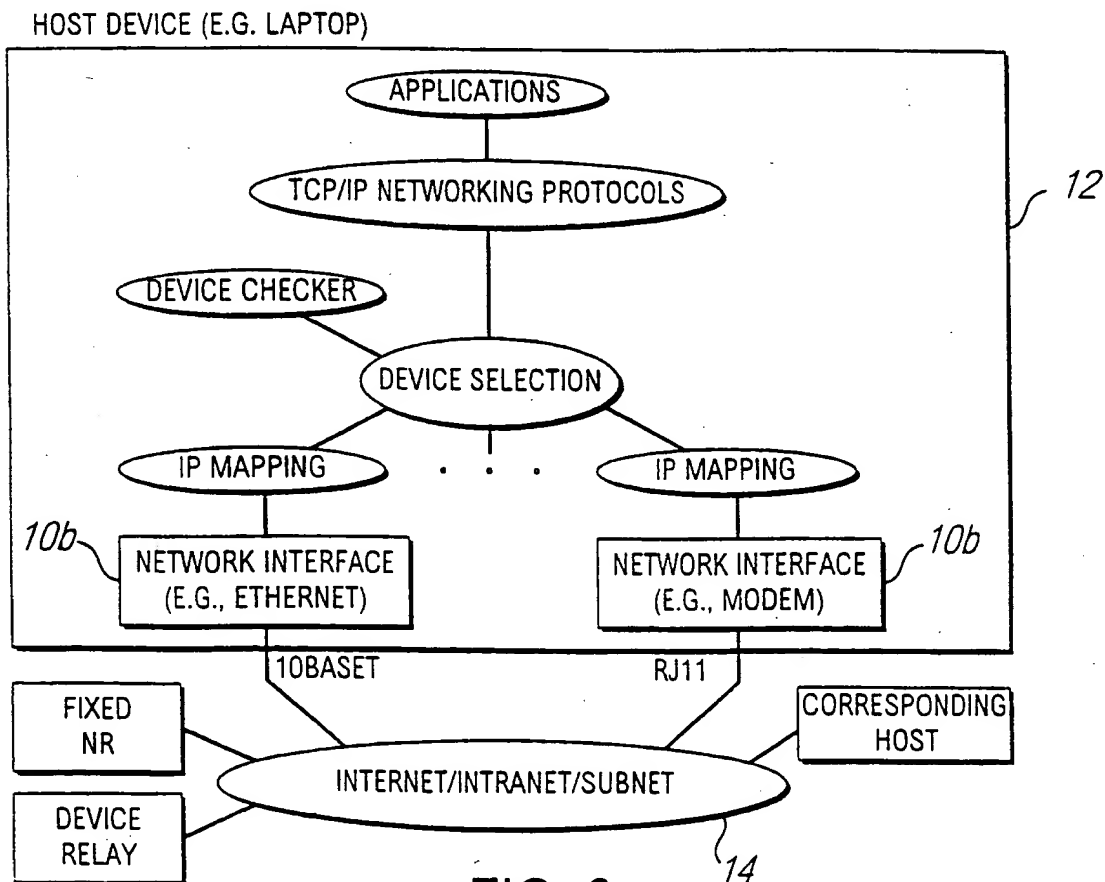 HOST DEVICE (E.G. LAPTOP)
APPLICATIONS
TCP/IP NETWORKING PROTOCOLS
12
DEVICE CHECKER
DEVICE SELECTION
IP MAPPING
. . .
IP MAPPING
10b
NETWORK INTERFACE
(E.G., ETHERNET)
NETWORK INTERFACE
(E.G., MODEM)
10b
10BASET
RJ11
FIXED
NR
CORRESPONDING
HOST
INTERNET/INTRANET/SUBNET
DEVICE
RELAY
14